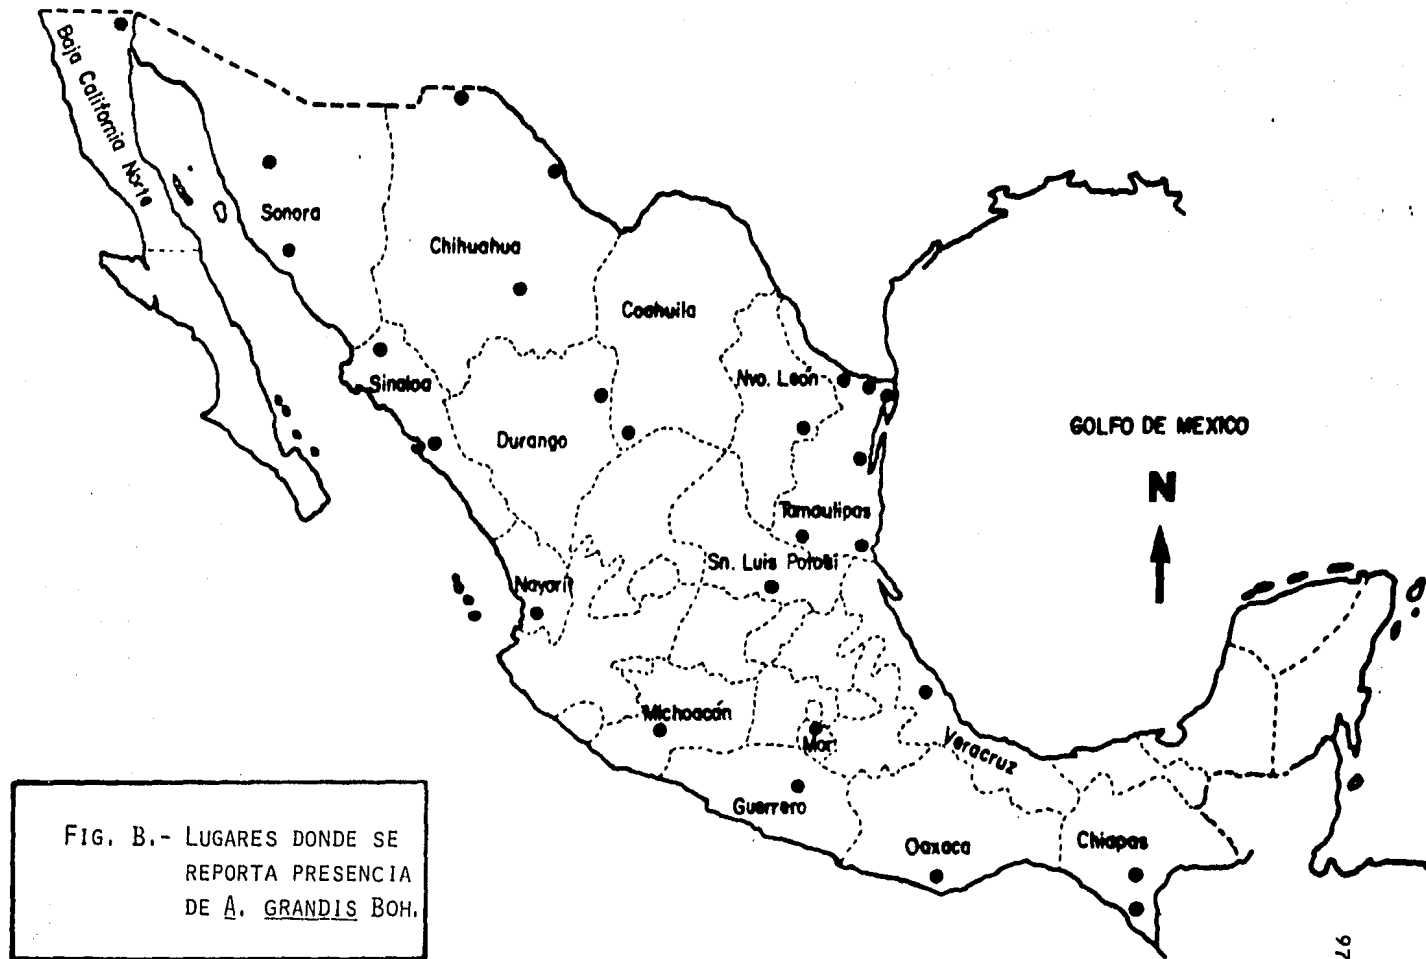 Baja California Norte
Sonora
Chihuahua
Coahuila
Sinaloa
Nvo. León
Durango
GOLFO DE MEXICO
N
Tamaulipas
Sn. Luis Potosí
Nayarit
Michoacán
Mor.
Veracruz
Guerrero
Oaxaca
Chiapas
FIG. B.- LUGARES DONDE SE
REPORTA PRESENCIA
DE A. GRANDIS BOH.